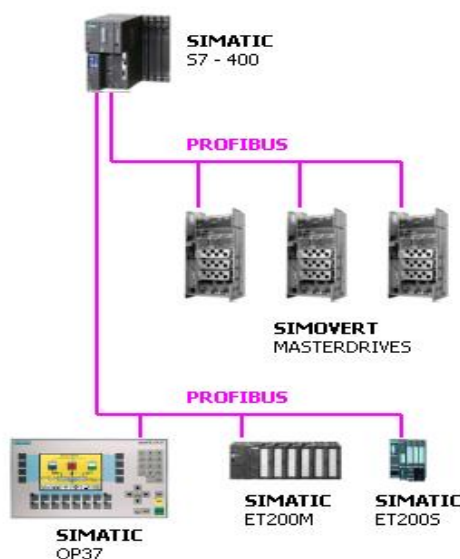 SIMATIC
S7 - 400
PROFIBUS
SIMOVERT
MASTERDRIVES
PROFIBUS
SIMATIC
OP37
SIMATIC
ET200M
SIMATIC
ET200S